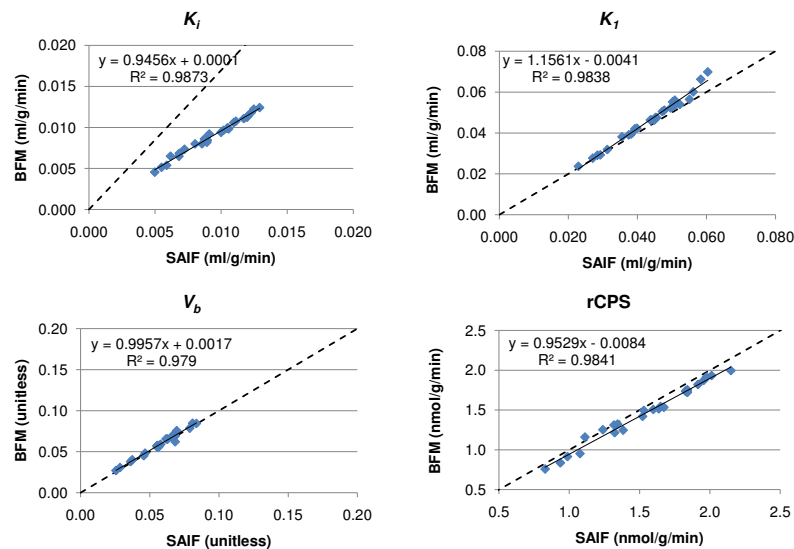 K_i
y = 0.9456x + 0.0001
R² = 0.9873
BFM (ml/g/min)
0.020
0.015
0.010
0.005
0.000
0.000 0.005 0.010 0.015 0.020
SAIF (ml/g/min)
K_1
y = 1.1561x - 0.0041
R² = 0.9838
BFM (ml/g/min)
0.08
0.06
0.04
0.02
0.00
0.000 0.020 0.040 0.060 0.080
SAIF (ml/g/min)
V_b
y = 0.9957x + 0.0017
R² = 0.979
BFM (unitless)
0.20
0.15
0.10
0.05
0.00
0.00 0.05 0.10 0.15 0.20
SAIF (unitless)
rCPS
y = 0.9529x - 0.0084
R² = 0.9841
BFM (nmol/g/min)
2.5
2.0
1.5
1.0
0.5
0.5 1.0 1.5 2.0 2.5
SAIF (nmol/g/min)